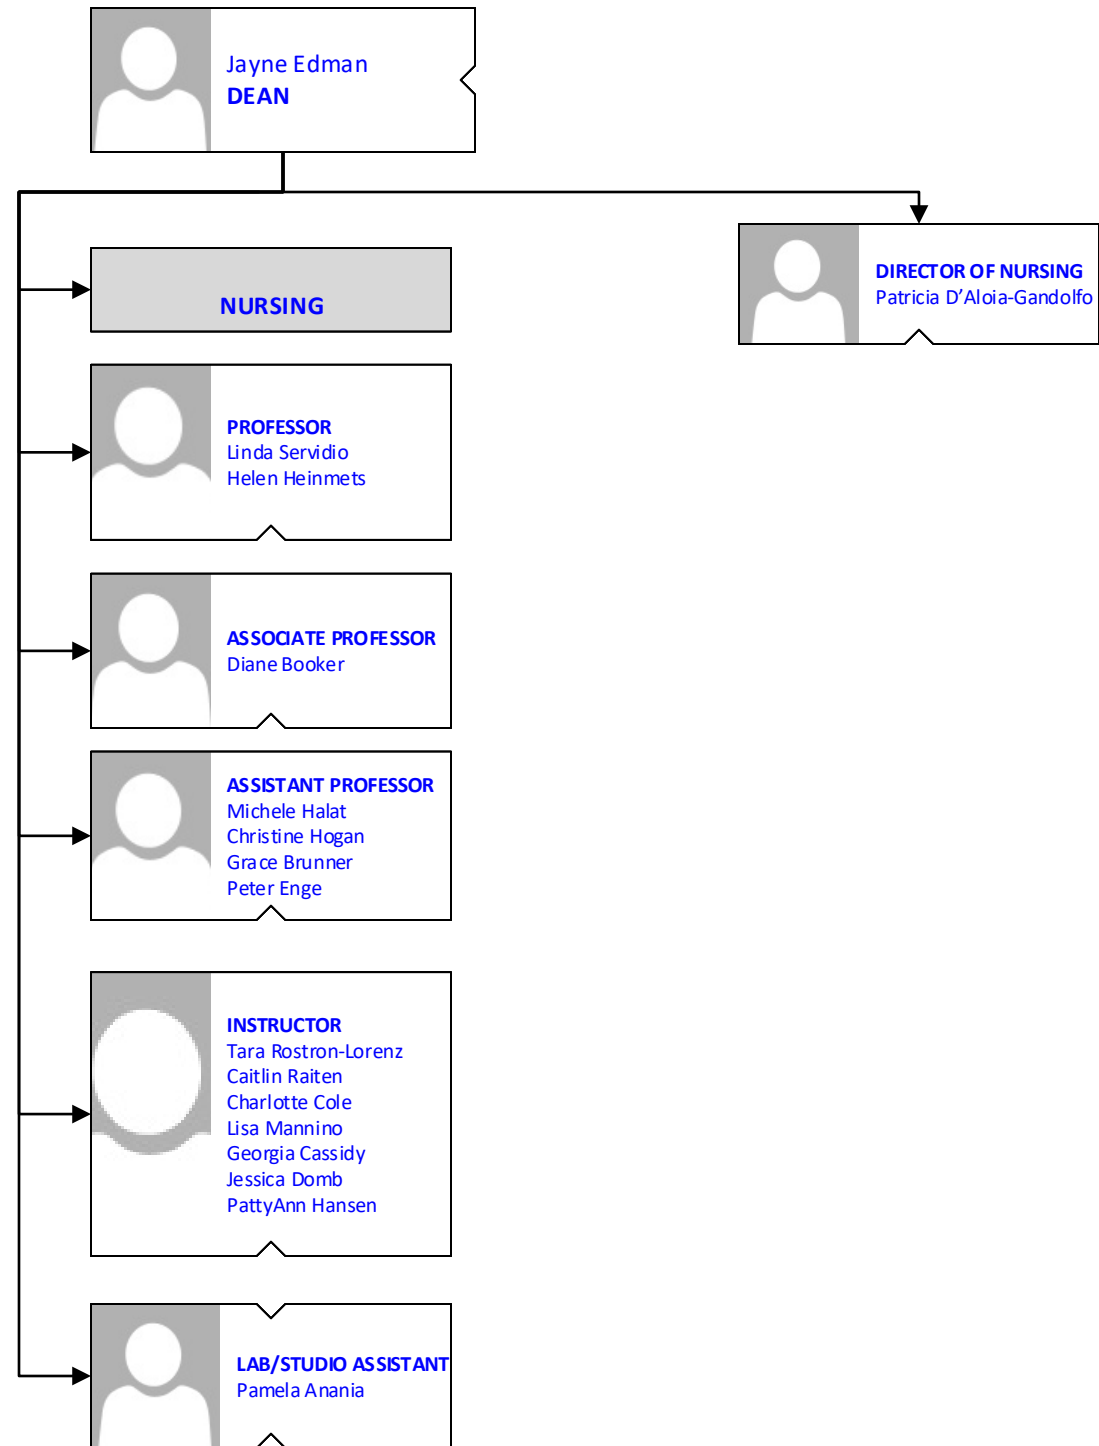 Jayne Edman
DEAN
DIRECTOR OF NURSING
Patricia D’Aloia-Gandolfo
NURSING
PROFESSOR
Linda Servidio
Helen Heinmets
ASSOCIATE PROFESSOR
Diane Booker
ASSISTANT PROFESSOR
Michele Halat
Christine Hogan
Grace Brunner
Peter Enge
INSTRUCTOR
Tara Rostron-Lorenz
Caitlin Raiten
Charlotte Cole
Lisa Mannino
Georgia Cassidy
Jessica Domb
PattyAnn Hansen
LAB/STUDIO ASSISTANT
Pamela Anania